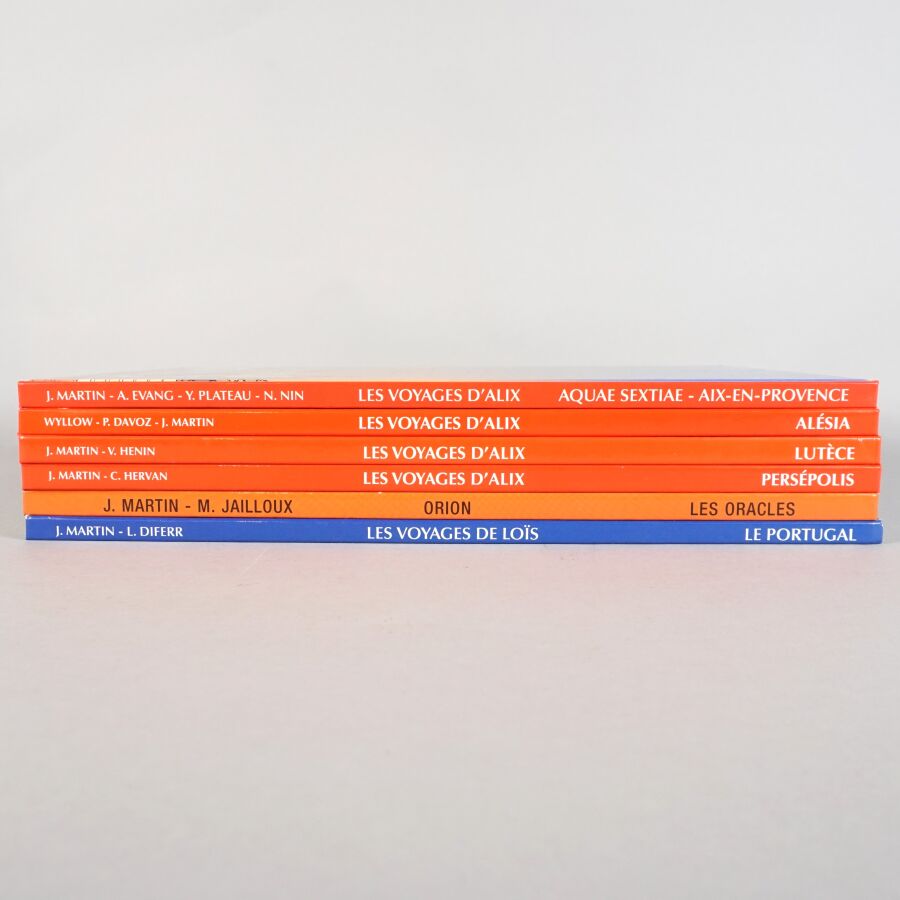 J. MARTIN - A. EVANG - Y. PLATEAU - N. NIN LES VOYAGES D'ALIX AQUAE SEXTIAE - AIX-EN-PROVENCE
WYLLOW - P. DAVOZ - J. MARTIN LES VOYAGES D'ALIX ALÉSIA
J. MARTIN - V. HENIN LES VOYAGES D'ALIX LUTÈCE
J. MARTIN - C. HERVAN LES VOYAGES D'ALIX PERSÉPOLIS
J. MARTIN - M. JAILLOUX ORION LES ORACLES
J. MARTIN - L. DIFERR LES VOYAGES DE LOÏS LE PORTUGAL